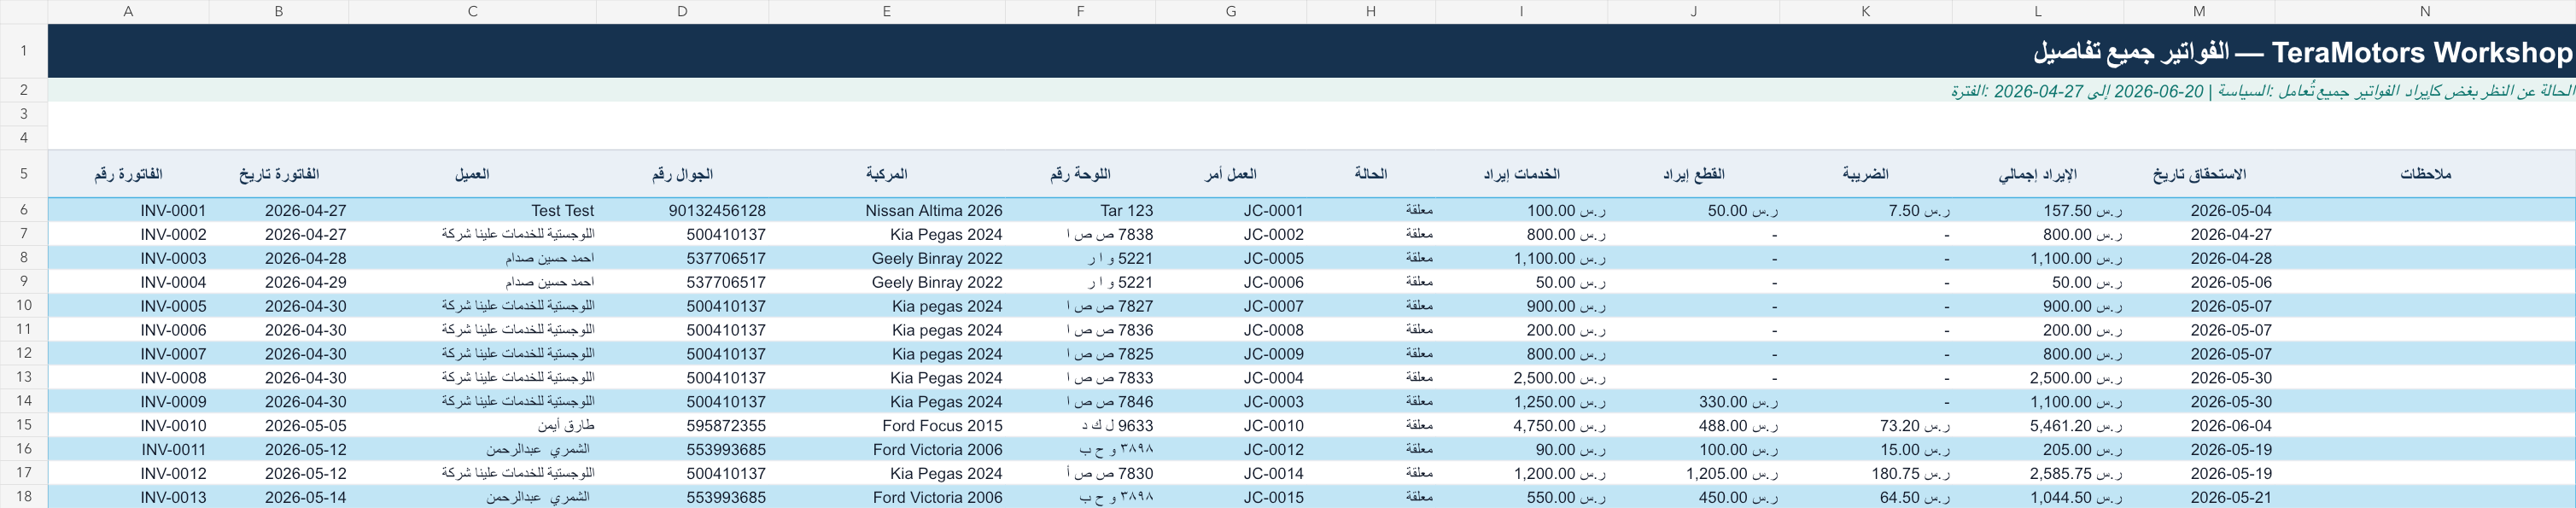 A B C D E F G H I J K L M N
1 TeraMotors Workshop — الفواتير جميع تفاصيل
2 الحالة عن النظر بغض كإيراد الفواتير جميع تُعامل :السياسة | 2026-06-20 إلى 2026-04-27 :الفترة
3
4
5 الفاتورة رقم الفاتورة تاريخ العميل الجوال رقم المركبة اللوحة رقم العمل أمر الحالة الخدمات إيراد القطع إيراد الضريبة الإيراد إجمالي الاستحقاق تاريخ ملاحظات
6 INV-0001 2026-04-27 Test Test 90132456128 Nissan Altima 2026 Tar 123 JC-0001 معلقة 100.00 ر.س 50.00 ر.س 7.50 ر.س 157.50 ر.س 2026-05-04
7 INV-0002 2026-04-27 اللوجستية للخدمات علينا شركة 500410137 Kia Pegas 2024 7838 ص ص ا JC-0002 معلقة 800.00 ر.س - - 800.00 ر.س 2026-04-27
8 INV-0003 2026-04-28 احمد حسين صدام 537706517 Geely Binray 2022 5221 و ا ر JC-0005 معلقة 1,100.00 ر.س - - 1,100.00 ر.س 2026-04-28
9 INV-0004 2026-04-29 احمد حسين صدام 537706517 Geely Binray 2022 5221 و ا ر JC-0006 معلقة 50.00 ر.س - - 50.00 ر.س 2026-05-06
10 INV-0005 2026-04-30 اللوجستية للخدمات علينا شركة 500410137 Kia pegas 2024 7827 ص ص ا JC-0007 معلقة 900.00 ر.س - - 900.00 ر.س 2026-05-07
11 INV-0006 2026-04-30 اللوجستية للخدمات علينا شركة 500410137 Kia pegas 2024 7836 ص ص ا JC-0008 معلقة 200.00 ر.س - - 200.00 ر.س 2026-05-07
12 INV-0007 2026-04-30 اللوجستية للخدمات علينا شركة 500410137 Kia pegas 2024 7825 ص ص ا JC-0009 معلقة 800.00 ر.س - - 800.00 ر.س 2026-05-07
13 INV-0008 2026-04-30 اللوجستية للخدمات علينا شركة 500410137 Kia Pegas 2024 7833 ص ص ا JC-0004 معلقة 2,500.00 ر.س - - 2,500.00 ر.س 2026-05-30
14 INV-0009 2026-04-30 اللوجستية للخدمات علينا شركة 500410137 Kia Pegas 2024 7846 ص ص ا JC-0003 معلقة 1,250.00 ر.س 330.00 ر.س - 1,100.00 ر.س 2026-05-30
15 INV-0010 2026-05-05 طارق أيمن 595872355 Ford Focus 2015 9633 ل ك د JC-0010 معلقة 4,750.00 ر.س 488.00 ر.س 73.20 ر.س 5,461.20 ر.س 2026-06-04
16 INV-0011 2026-05-12 الشمري عبدالرحمن 553993685 Ford Victoria 2006 ٣٨٩٨ و ح ب JC-0012 معلقة 90.00 ر.س 100.00 ر.س 15.00 ر.س 205.00 ر.س 2026-05-19
17 INV-0012 2026-05-12 اللوجستية للخدمات علينا شركة 500410137 Kia Pegas 2024 7830 ص ص أ JC-0014 معلقة 1,200.00 ر.س 1,205.00 ر.س 180.75 ر.س 2,585.75 ر.س 2026-05-19
18 INV-0013 2026-05-14 الشمري عبدالرحمن 553993685 Ford Victoria 2006 ٣٨٩٨ و ح ب JC-0015 معلقة 550.00 ر.س 450.00 ر.س 64.50 ر.س 1,044.50 ر.س 2026-05-21